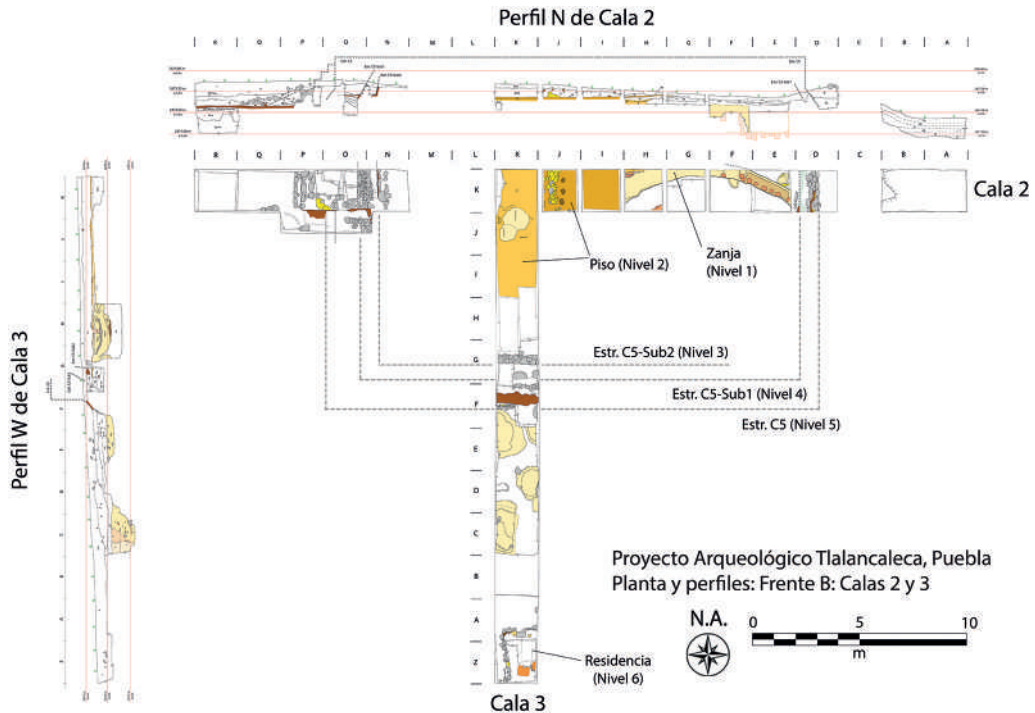 Perfil N de Cala 2
R Q P O N M L K J I H G F E D C B A
R Q P O N M L K J I H G F E D C B A
Cala 2
K
J
I
H
G
F
E
D
C
B
A
Z
Piso (Nivel 2)
Zanja
(Nivel 1)
Estr. C5-Sub2 (Nivel 3)
Estr. C5-Sub1 (Nivel 4)
Estr. C5 (Nivel 5)
Perfil W de Cala 3
Residencia
(Nivel 6)
Cala 3
Proyecto Arqueológico Tlalancaleca, Puebla
Planta y perfiles: Frente B: Calas 2 y 3
N.A.
0 5 10
m